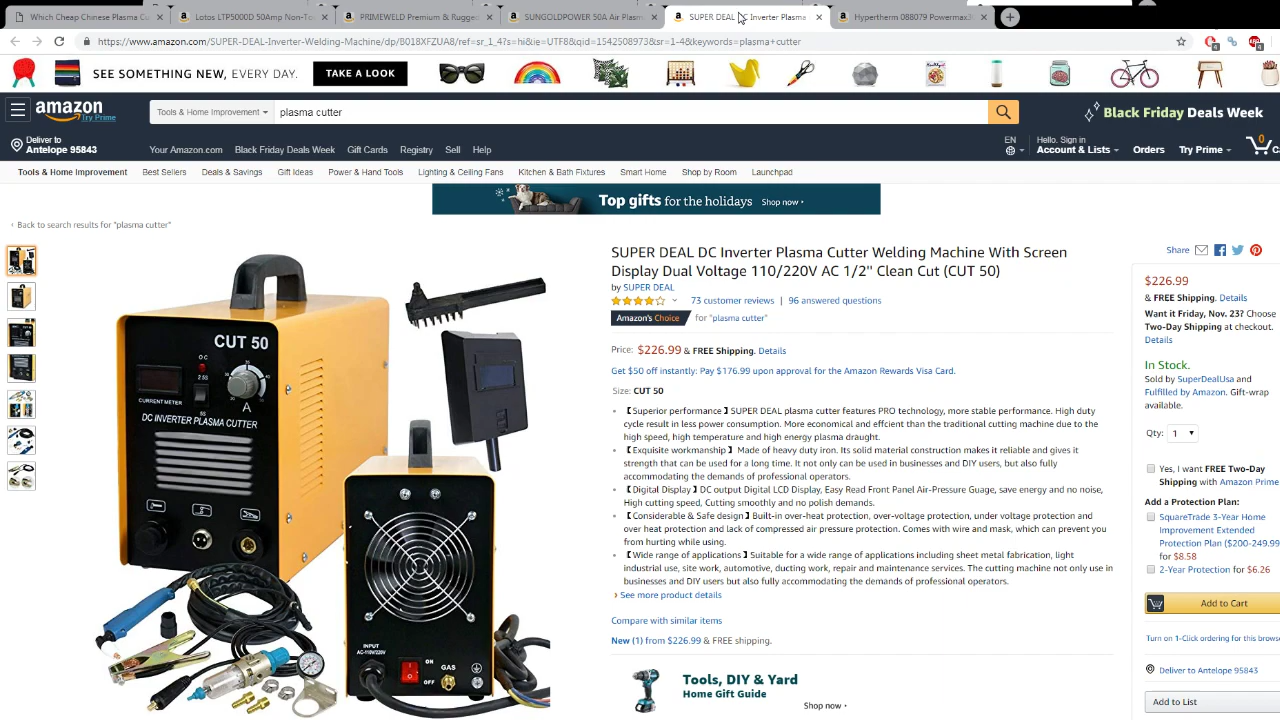 Which Cheap Chinese Plasma Cu
Lotos LTP5000D 50Amp Non-To
PRIMEWELD Premium & Rugge
SUNGOLDPOWER 50A Air Plasm
SUPER DEAL DC Inverter Plasma
Hypertherm 088079 Powermax3
https://www.amazon.com/SUPER-DEAL-Inverter-Welding-Machine/dp/B018XFZUA8/ref=sr_1_4?s=hi&ie=UTF8&qid=1542508973&sr=1-4&keywords=plasma+cutter
SEE SOMETHING NEW, EVERY DAY.
TAKE A LOOK
amazon
Try Prime
Tools & Home Improvement
plasma cutter
Black Friday Deals Week
Deliver to
Antelope 95843
Your Amazon.com
Black Friday Deals Week
Gift Cards
Registry
Sell
Help
EN
Hello. Sign in
Account & Lists
Orders
Try Prime
0
C
Tools & Home Improvement
Best Sellers
Deals & Savings
Gift Ideas
Power & Hand Tools
Lighting & Ceiling Fans
Kitchen & Bath Fixtures
Smart Home
Shop by Room
Launchpad
Top gifts for the holidays Shop now ›
‹ Back to search results for "plasma cutter"
CUT 50
CURRENT METER
A
DC INVERTER PLASMA CUTTER
INPUT
AC-110V/220V
ON
OFF
GAS
SUPER DEAL DC Inverter Plasma Cutter Welding Machine With Screen
Display Dual Voltage 110/220V AC 1/2" Clean Cut (CUT 50)
by SUPER DEAL
73 customer reviews | 96 answered questions
Amazon's Choice for "plasma cutter"
Price: $226.99 & FREE Shipping. Details
Get $50 off instantly: Pay $176.99 upon approval for the Amazon Rewards Visa Card.
Size: CUT 50
• 【Superior performance】SUPER DEAL plasma cutter features PRO technology, more stable performance. High duty
cycle result in less power consumption. More economical and effcient than the traditional cutting machine due to the
high speed, high temperature and high energy plasma draught.
• 【Exquisite workmanship】 Made of heavy duty iron. Its solid material construction makes it reliable and gives it
strength that can be used for a long time. It not only can be used in businesses and DIY users, but also fully
accommodating the demands of professional operators.
• 【Digital Display】DC output Digital LCD Display, Easy Read Front Panel Air-Pressure Guage, save energy and no noise,
High cutting speed, Cutting smoothly and no polish demands.
• 【Considerable & Safe design】Built-in over-heat protection, over-voltage protection, under voltage protection and
over heat protection and lack of compressed air pressure protection. Comes with wire and mask, which can prevent you
from hurting while using.
• 【Wide range of applications】Suitable for a wide range of applications including sheet metal fabrication, light
industrial use, site work, automotive, ducting work, repair and maintenance services. The cutting machine not only use in
businesses and DIY users but also fully accommodating the demands of professional operators.
› See more product details
Compare with similar items
New (1) from $226.99 & FREE shipping.
Tools, DIY & Yard
Home Gift Guide
Shop now ›
Share
$226.99
& FREE Shipping. Details
Want it Friday, Nov. 23? Choose
Two-Day Shipping at checkout.
Details
In Stock.
Sold by SuperDealUsa and
Fulfilled by Amazon. Gift-wrap
available.
Qty: 1
Yes, I want FREE Two-Day
Shipping with Amazon Prime
Add a Protection Plan:
SquareTrade 3-Year Home
Improvement Extended
Protection Plan ($200-249.99
for $8.58
2-Year Protection for $6.26
Add to Cart
Turn on 1-Click ordering for this brows
Deliver to Antelope 95843
Add to List